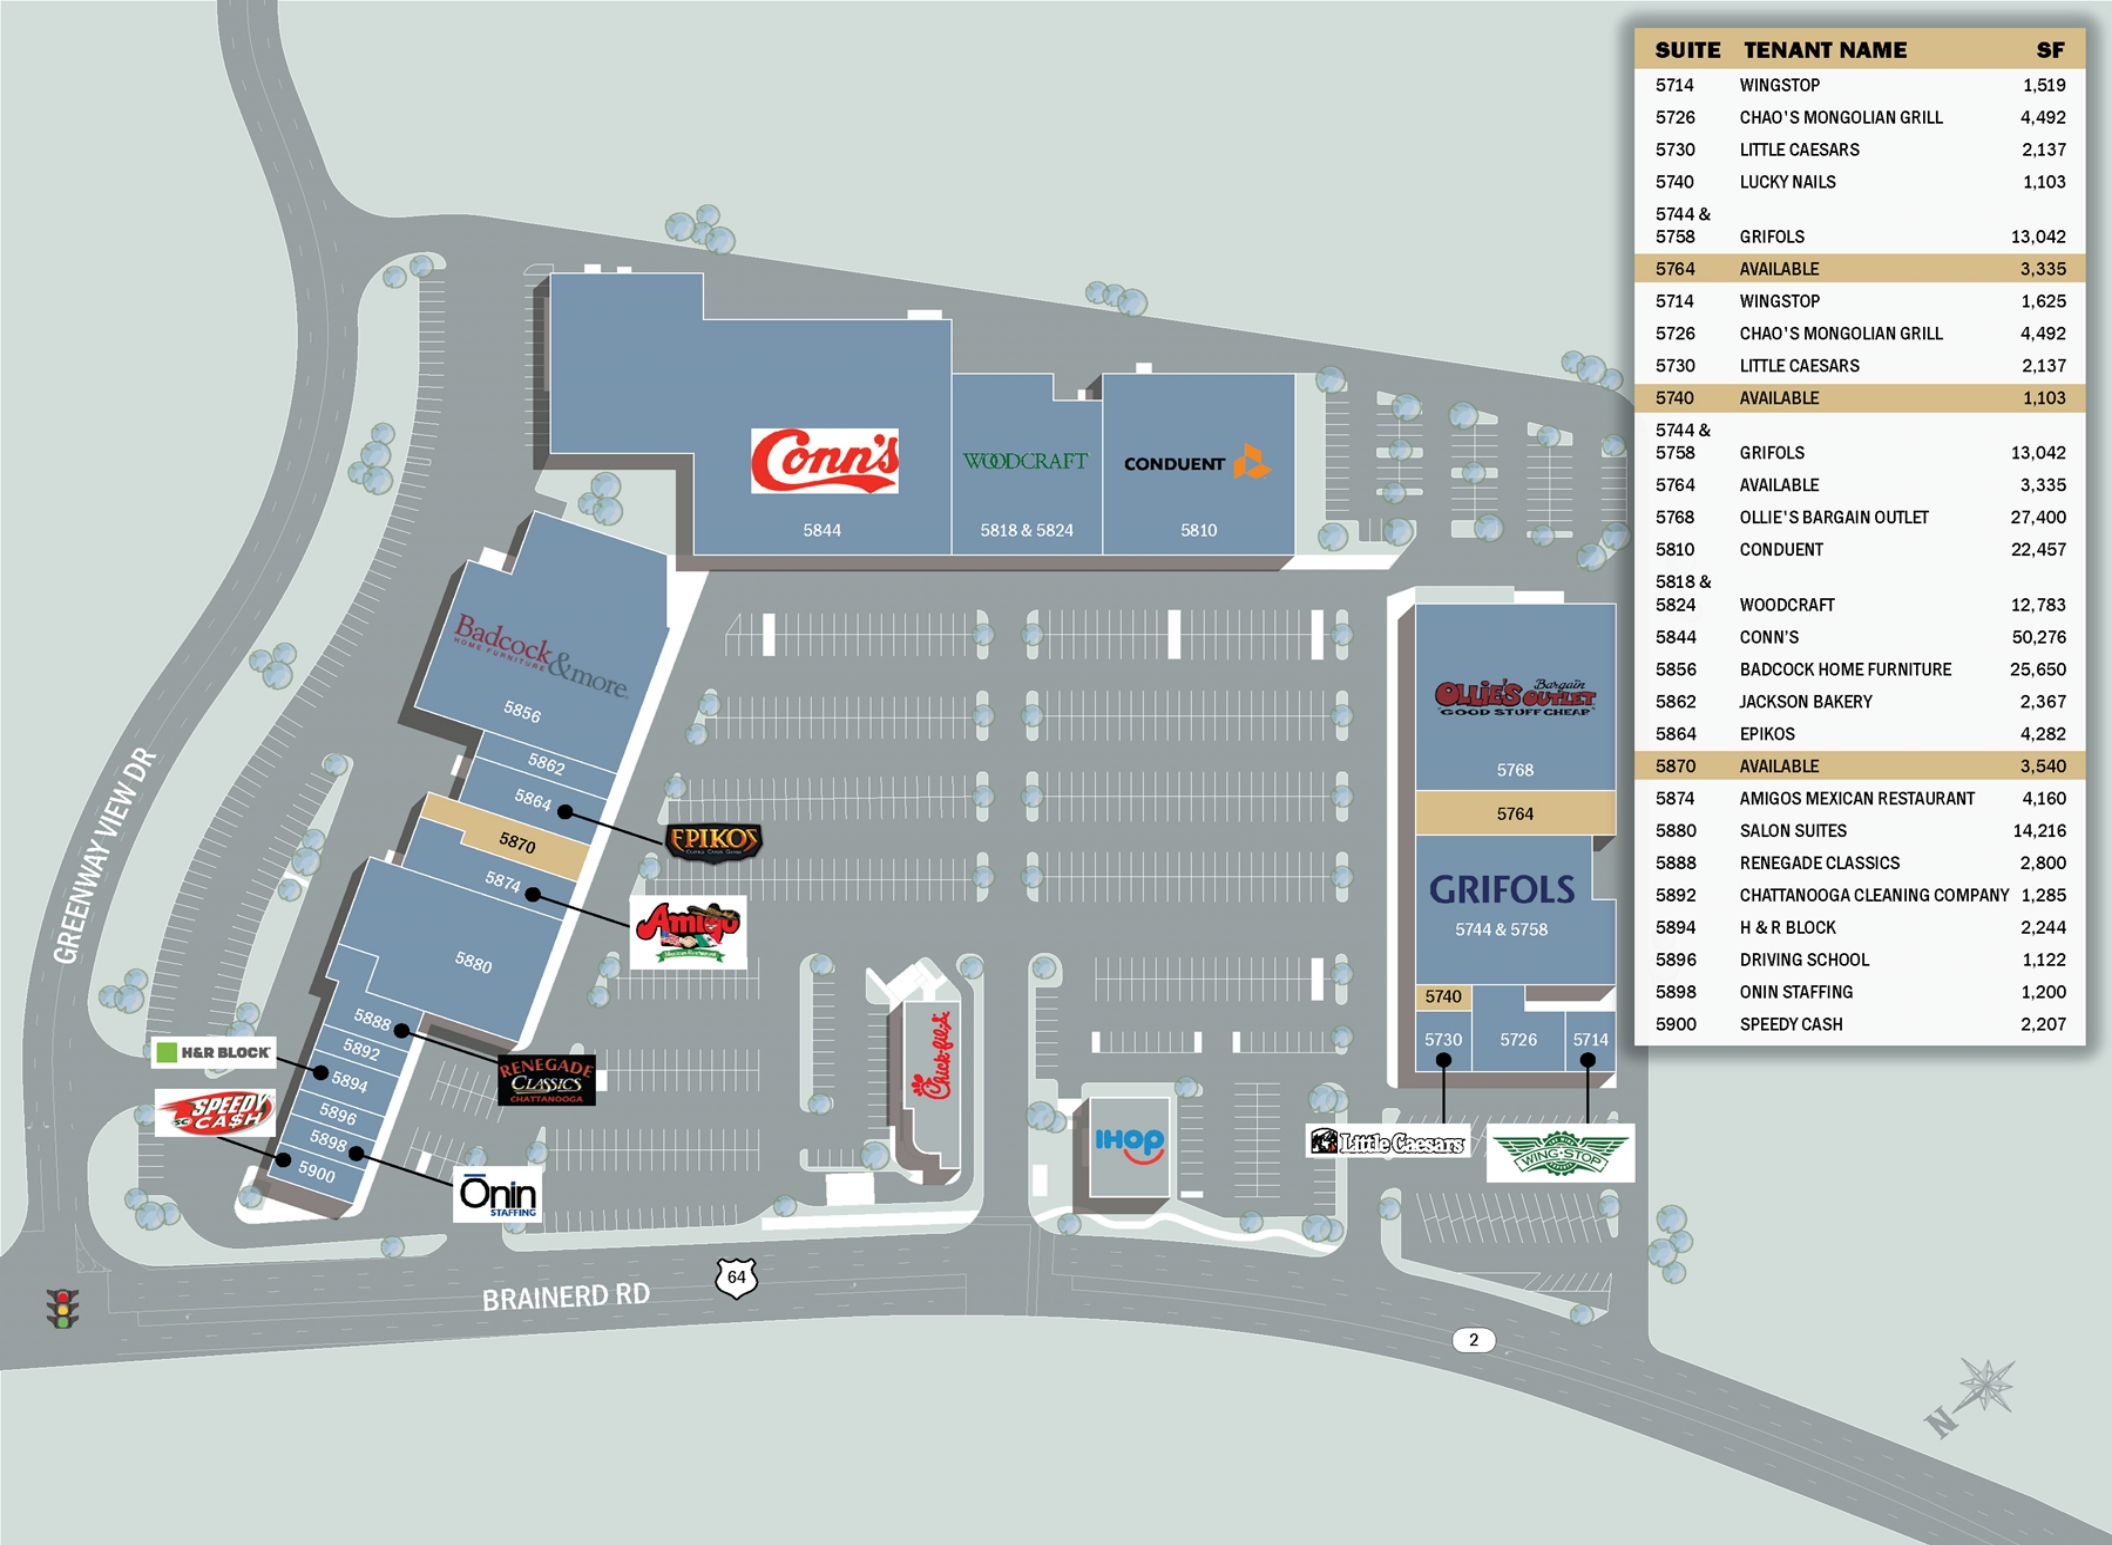 SUITE TENANT NAME SF
5714 WINGSTOP 1,519
5726 CHAO'S MONGOLIAN GRILL 4,492
5730 LITTLE CAESARS 2,137
5740 LUCKY NAILS 1,103
5744 &
5758 GRIFOLS 13,042
5764 AVAILABLE 3,335
5714 WINGSTOP 1,625
5726 CHAO'S MONGOLIAN GRILL 4,492
5730 LITTLE CAESARS 2,137
5740 AVAILABLE 1,103
5744 &
5758 GRIFOLS 13,042
5764 AVAILABLE 3,335
5768 OLLIE'S BARGAIN OUTLET 27,400
5810 CONDUENT 22,457
5818 &
5824 WOODCRAFT 12,783
5844 CONN'S 50,276
5856 BADCOCK HOME FURNITURE 25,650
5862 JACKSON BAKERY 2,367
5864 EPIKOS 4,282
5870 AVAILABLE 3,540
5874 AMIGOS MEXICAN RESTAURANT 4,160
5880 SALON SUITES 14,216
5888 RENEGADE CLASSICS 2,800
5892 CHATTANOOGA CLEANING COMPANY 1,285
5894 H & R BLOCK 2,244
5896 DRIVING SCHOOL 1,122
5898 ONIN STAFFING 1,200
5900 SPEEDY CASH 2,207
Conn's
5844
WOODCRAFT
5818 & 5824
CONDUENT
5810
Badcock &more
HOME FURNITURE
5856
5862
5864
EPIKOS
5870
5874
Amigo
5880
5888
RENEGADE
CLASSICS
CHATTANOOGA
5892
H&R BLOCK
5894
5896
SPEEDY
SC CA$H
5898
Ōnin
STAFFING
5900
Chick-fil-A
IHOP
OLLIE'S Bargain OUTLET
"GOOD STUFF CHEAP"
5768
5764
GRIFOLS
5744 & 5758
5740
5730
5726
5714
Little Caesars
WING·STOP
GREENWAY VIEW DR
BRAINERD RD
64
2
N